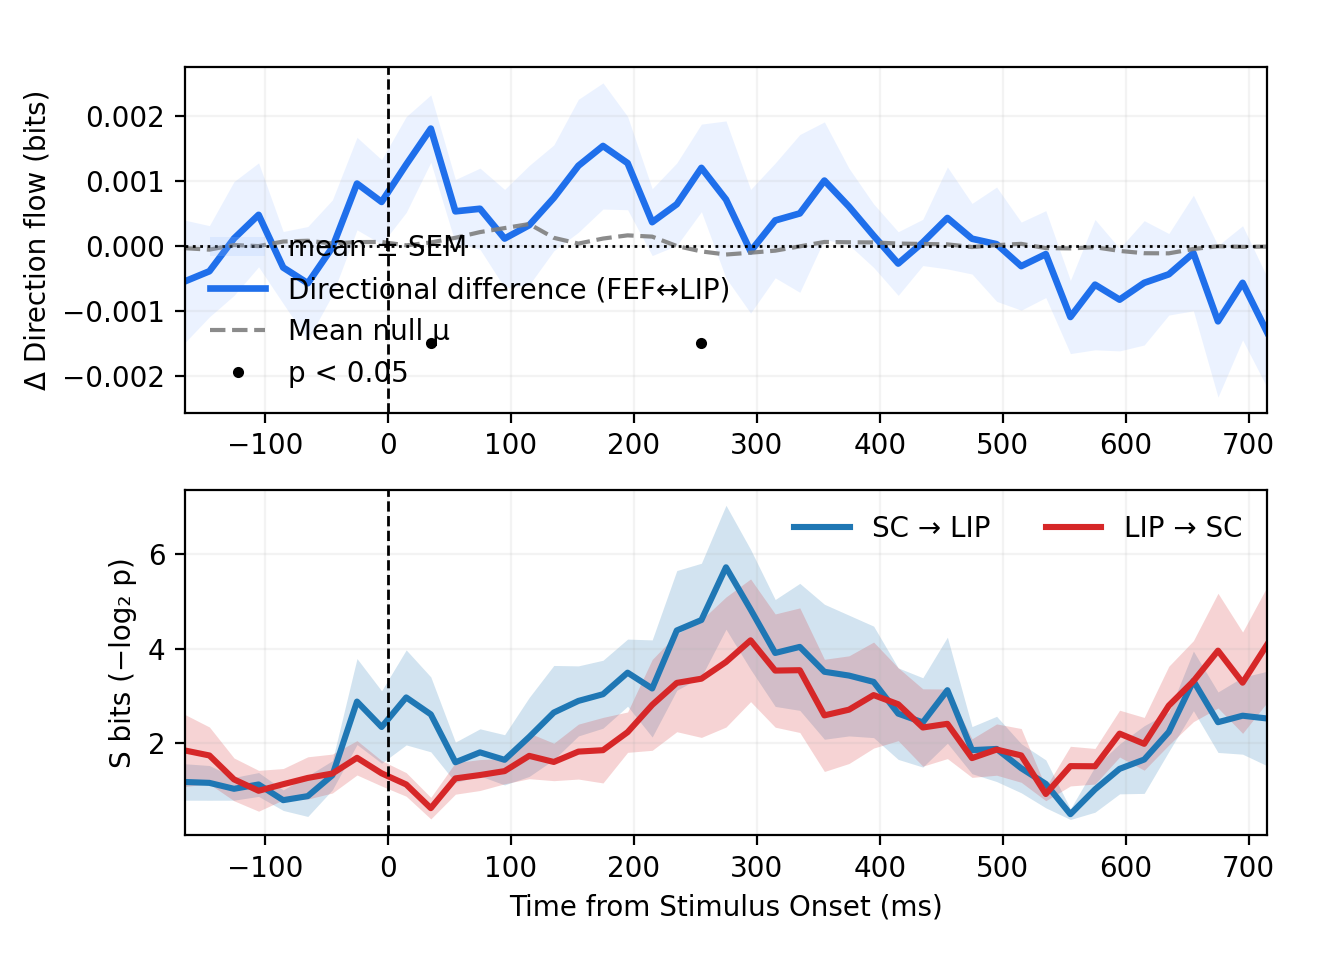 Δ Direction flow (bits)
0.002
0.001
0.000
−0.001
−0.002
mean ± SEM
Directional difference (FEF↔LIP)
Mean null μ
p < 0.05
−100 0 100 200 300 400 500 600 700
S bits (−log₂ p)
6
4
2
SC → LIP LIP → SC
−100 0 100 200 300 400 500 600 700
Time from Stimulus Onset (ms)